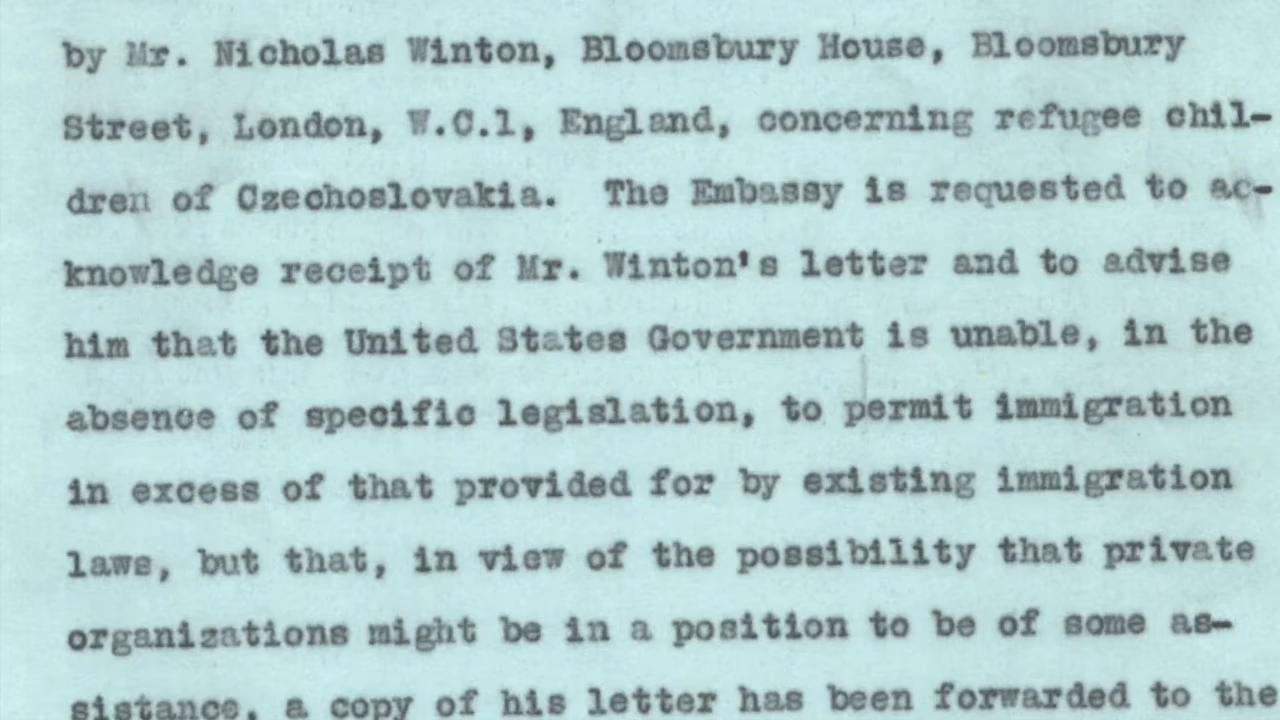 by Mr. Nicholas Winton, Bloomsbury House, Bloomsbury
Street, London, W.C.1, England, concerning refugee chil-
dren of Czechoslovakia. The Embassy is requested to ac-
knowledge receipt of Mr. Winton's letter and to advise
him that the United States Government is unable, in the
absence of specific legislation, to permit immigration
in excess of that provided for by existing immigration
laws, but that, in view of the possibility that private
organizations might be in a position to be of some as-
sistance, a copy of his letter has been forwarded to the